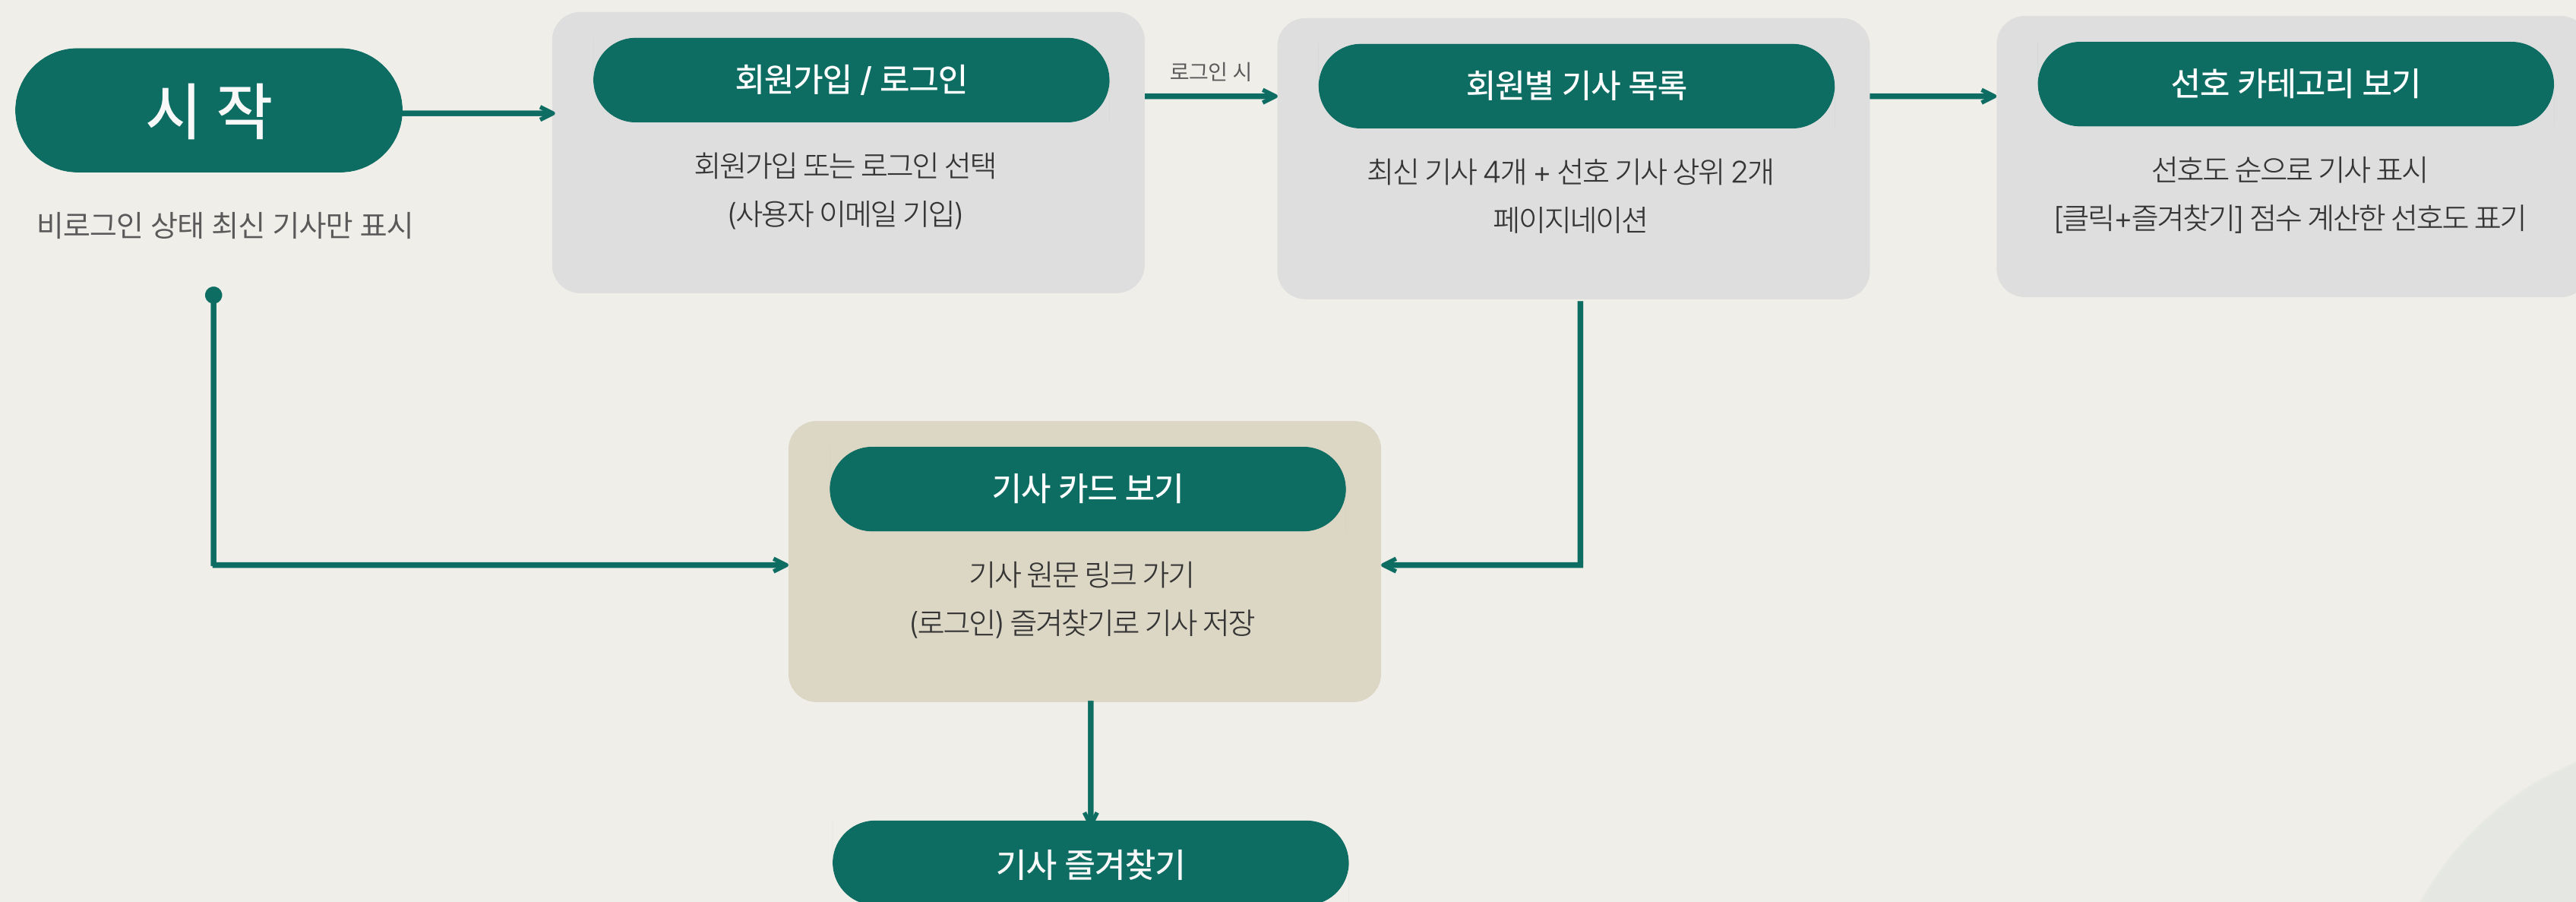 시 작
비로그인 상태 최신 기사만 표시
회원가입 / 로그인
회원가입 또는 로그인 선택
(사용자 이메일 기입)
로그인 시
회원별 기사 목록
최신 기사 4개 + 선호 기사 상위 2개
페이지네이션
선호 카테고리 보기
선호도 순으로 기사 표시
[클릭+즐겨찾기] 점수 계산한 선호도 표기
기사 카드 보기
기사 원문 링크 가기
(로그인) 즐겨찾기로 기사 저장
기사 즐겨찾기